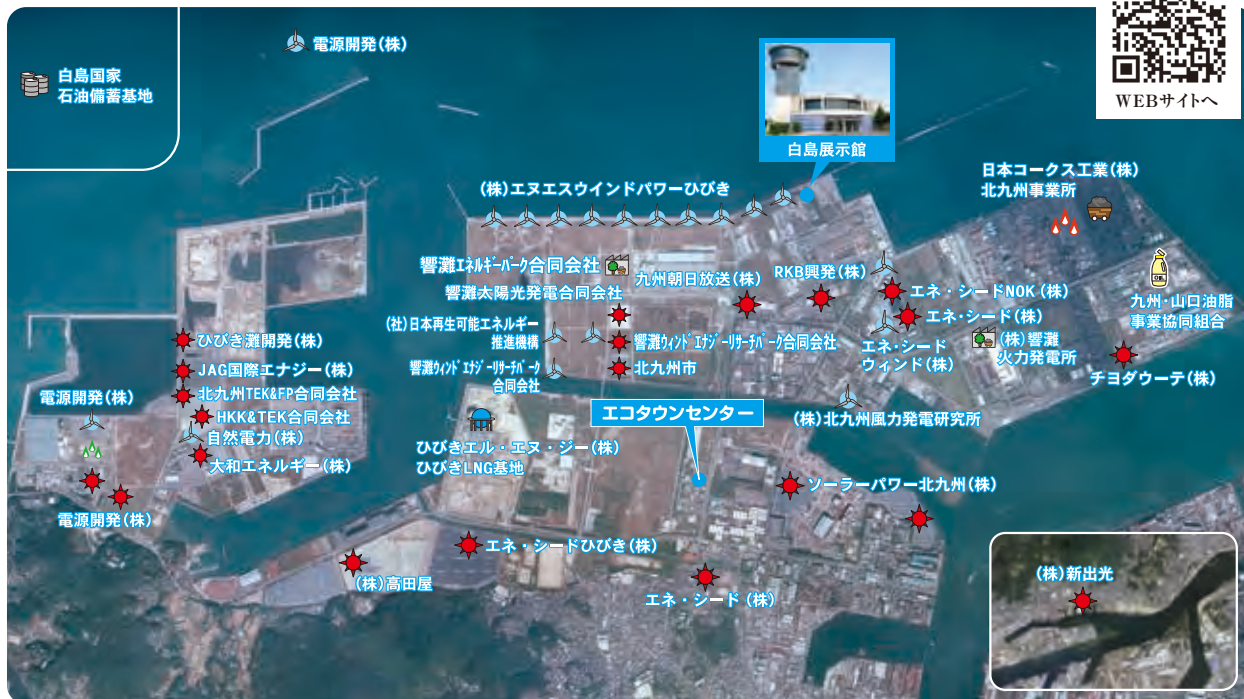 電源開発(株)
白島国家
石油備蓄基地
WEBサイトへ
白島展示館
(株)エヌエスウインドパワーひびき
日本コークス工業(株)
北九州事業所
響灘エネルギーパーク合同会社
九州朝日放送(株)
RKB興発(株)
響灘太陽光発電合同会社
エネ・シードNOK(株)
エネ・シード(株)
九州・山口油脂
事業協同組合
(社)日本再生可能エネルギー
推進機構
響灘ウィンドエナジーリサーチパーク合同会社
エネ・シード
ウィンド(株)
(株)響灘
火力発電所
ひびき灘開発(株)
響灘ウィンドエナジーリサーチパーク
合同会社
北九州市
チヨダウーテ(株)
JAG国際エナジー(株)
北九州TEK&FP合同会社
電源開発(株)
HKK&TEK合同会社
自然電力(株)
大和エネルギー(株)
エコタウンセンター
(株)北九州風力発電研究所
ひびきエル・エヌ・ジー(株)
ひびきLNG基地
ソーラーパワー北九州(株)
電源開発(株)
エネ・シードひびき(株)
(株)高田屋
エネ・シード(株)
(株)新出光